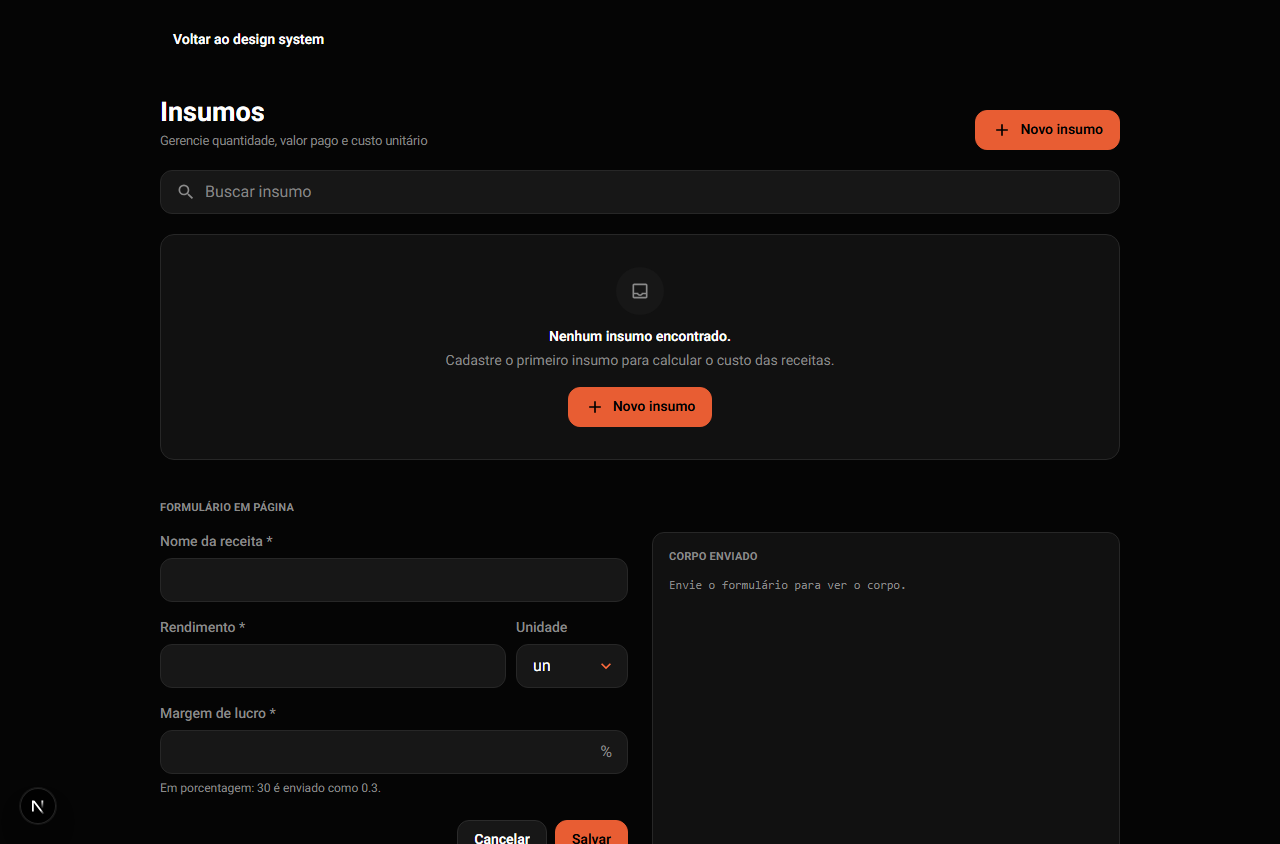 Voltar ao design system
Insumos
Gerencie quantidade, valor pago e custo unitário
Novo insumo
Buscar insumo
Nenhum insumo encontrado.
Cadastre o primeiro insumo para calcular o custo das receitas.
Novo insumo
FORMULÁRIO EM PÁGINA
Nome da receita *
Rendimento *
Unidade
un
Margem de lucro *
%
Em porcentagem: 30 é enviado como 0.3.
Cancelar
Salvar
CORPO ENVIADO
Envie o formulário para ver o corpo.
N